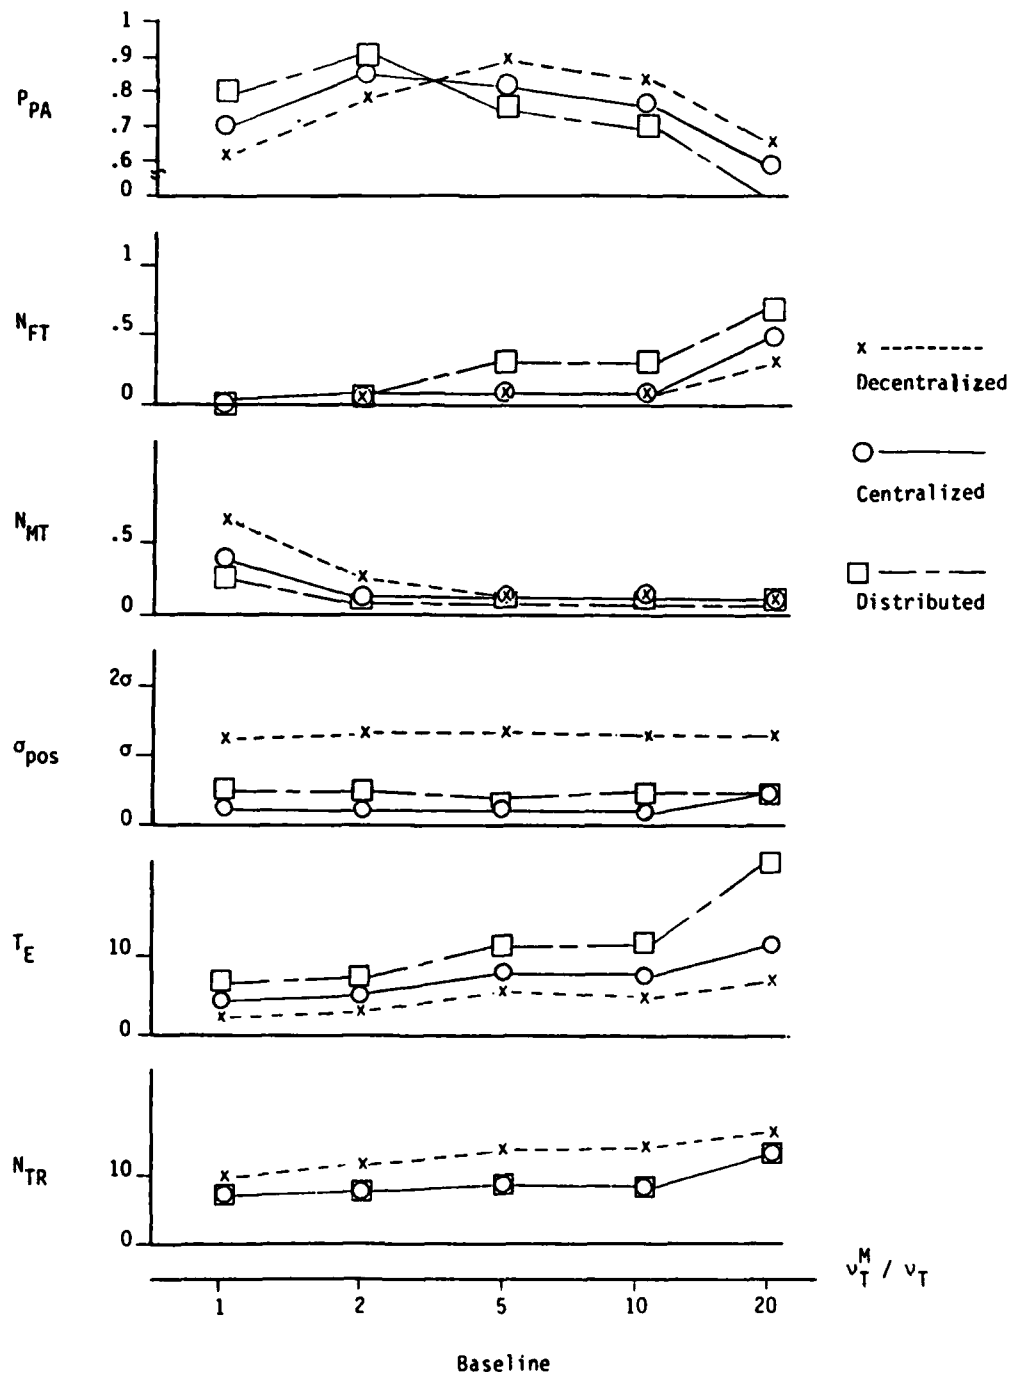 1
.9
.8
.7
.6
0
P_PA
1
.5
0
N_FT
.5
0
N_MT
2σ
σ
0
σ_pos
10
0
T_E
10
0
N_TR
x
Decentralized
Centralized
Distributed
1 2 5 10 20
ν_T^M / ν_T
Baseline